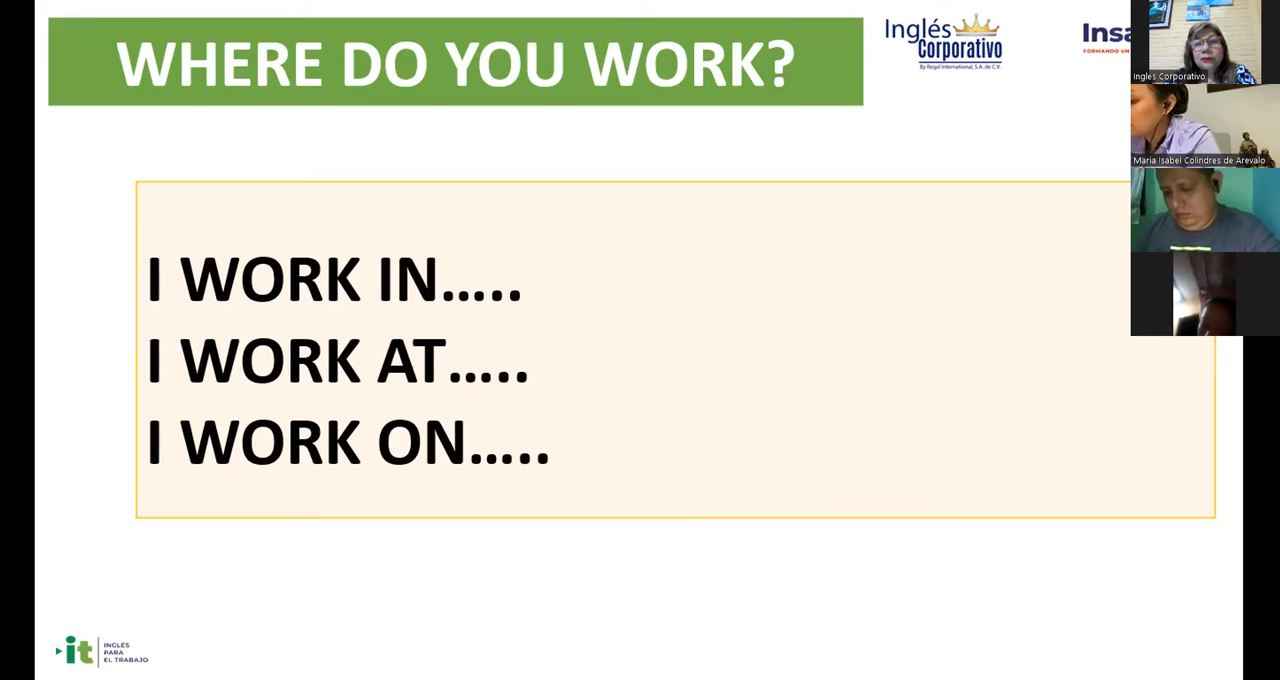 WHERE DO YOU WORK?
Inglés
Corporativo
By Regal International, S.A. de C.V.
Insa
FORMANDO UN
Ingles Corporativo
Maria Isabel Colindres de Arevalo
I WORK IN.....
I WORK AT.....
I WORK ON.....
it
INGLÉS
PARA
EL TRABAJO